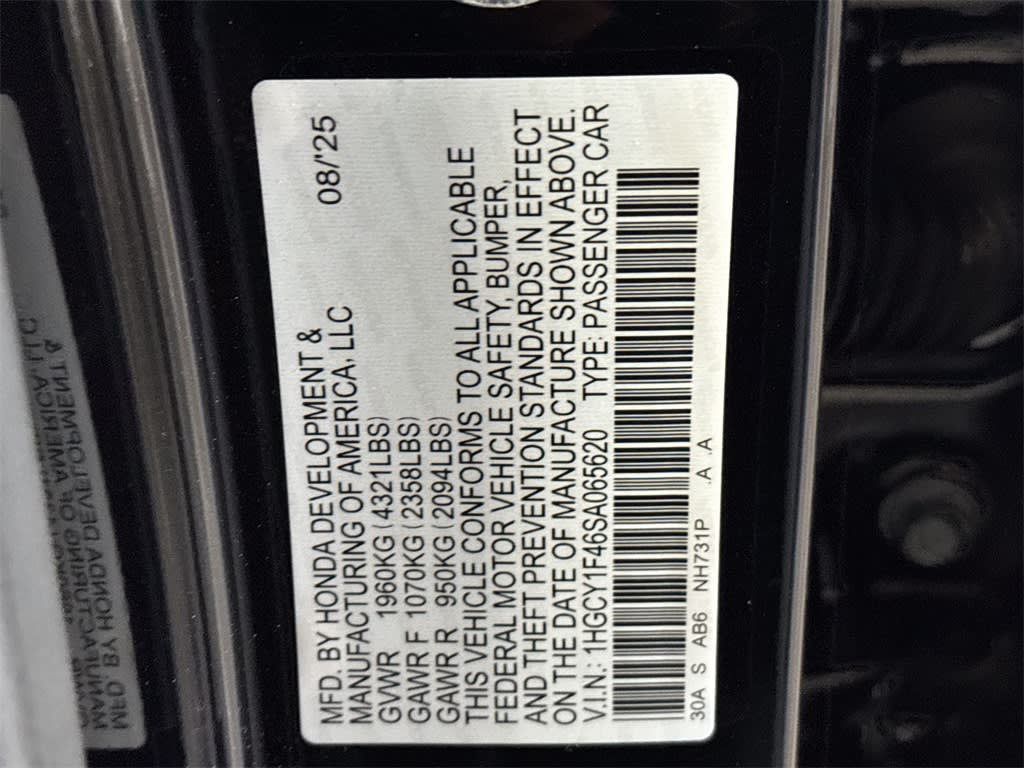 MFD. BY HONDA DEVELOPMENT & 08/'25
MANUFACTURING OF AMERICA, LLC
GVWR 1960KG (4321LBS)
GAWR F 1070KG (2358LBS)
GAWR R 950KG (2094LBS)
THIS VEHICLE CONFORMS TO ALL APPLICABLE
FEDERAL MOTOR VEHICLE SAFETY, BUMPER,
AND THEFT PREVENTION STANDARDS IN EFFECT
ON THE DATE OF MANUFACTURE SHOWN ABOVE.
V.I.N.: 1HGCY1F46SA065620 TYPE: PASSENGER CAR
30A S AB6 NH731P .A .A